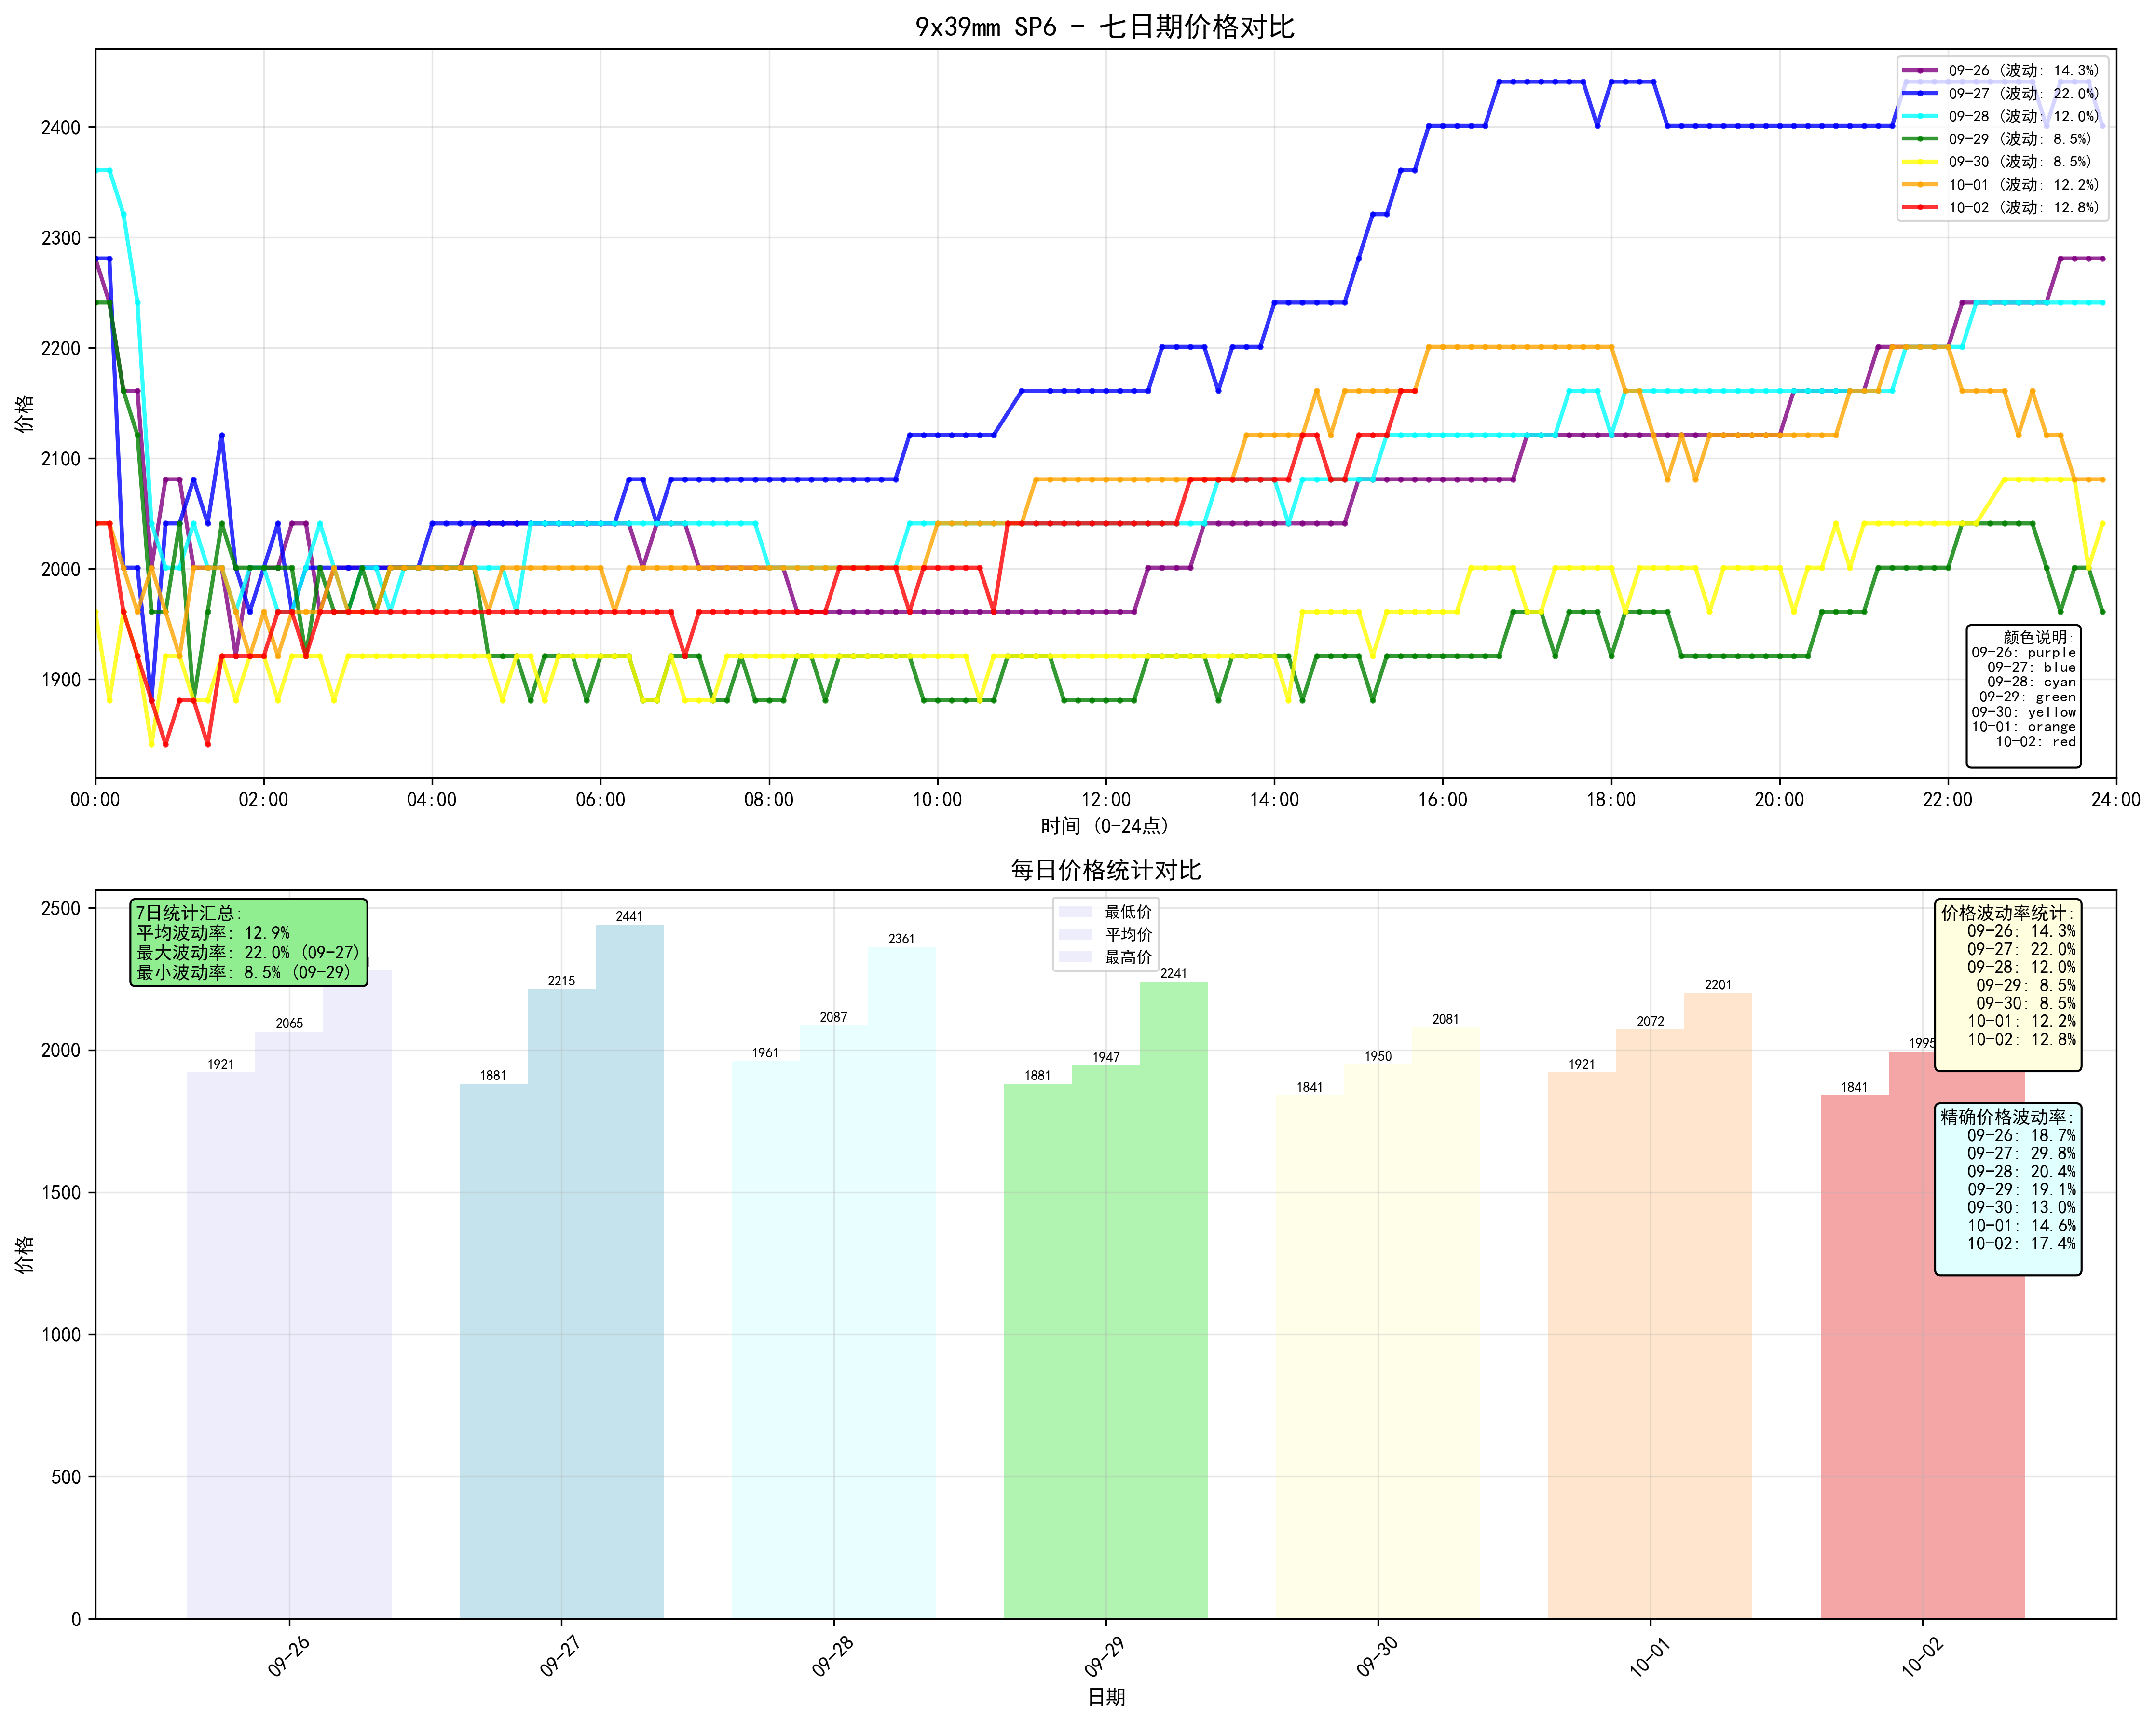 9x39mm SP6 - 七日期价格对比
09-26 (波动: 14.3%)
09-27 (波动: 22.0%)
09-28 (波动: 12.0%)
09-29 (波动: 8.5%)
09-30 (波动: 8.5%)
10-01 (波动: 12.2%)
10-02 (波动: 12.8%)
2400
2300
2200
2100
2000
1900
价格
颜色说明:
09-26: purple
09-27: blue
09-28: cyan
09-29: green
09-30: yellow
10-01: orange
10-02: red
00:00 02:00 04:00 06:00 08:00 10:00 12:00 14:00 16:00 18:00 20:00 22:00 24:00
时间 (0-24点)
每日价格统计对比
7日统计汇总:
平均波动率: 12.9%
最大波动率: 22.0% (09-27)
最小波动率: 8.5% (09-29)
最低价
平均价
最高价
价格波动率统计:
09-26: 14.3%
09-27: 22.0%
09-28: 12.0%
09-29: 8.5%
09-30: 8.5%
10-01: 12.2%
10-02: 12.8%
精确价格波动率:
09-26: 18.7%
09-27: 29.8%
09-28: 20.4%
09-29: 19.1%
09-30: 13.0%
10-01: 14.6%
10-02: 17.4%
2500
2000
1500
1000
500
0
价格
1921 2065
1881 2215 2441
1961 2087 2361
1881 1947 2241
1841 1950 2081
1921 2072 2201
1841 1995
09-26 09-27 09-28 09-29 09-30 10-01 10-02
日期